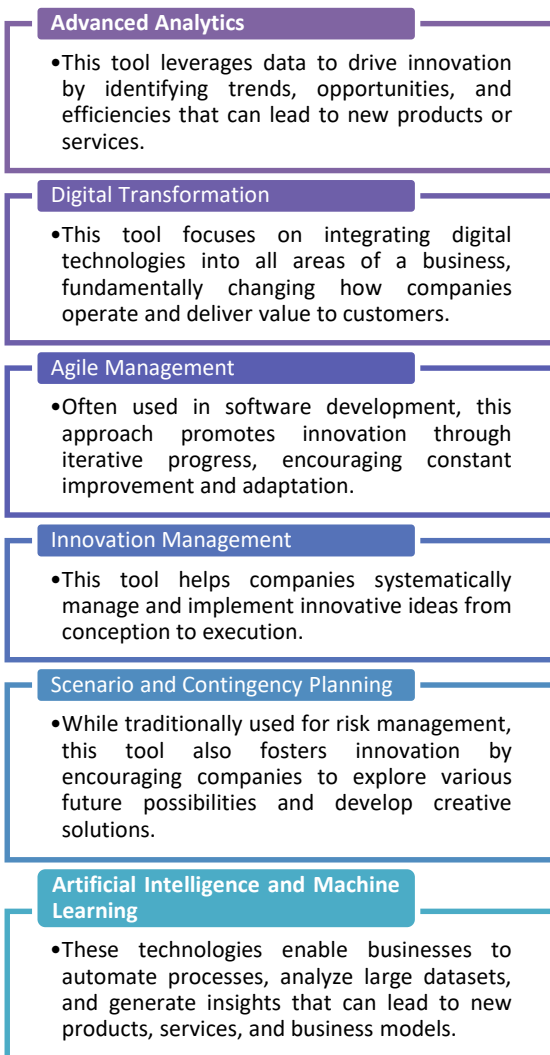 Advanced Analytics
•This tool leverages data to drive innovation
by identifying trends, opportunities, and
efficiencies that can lead to new products or
services.
Digital Transformation
•This tool focuses on integrating digital
technologies into all areas of a business,
fundamentally changing how companies
operate and deliver value to customers.
Agile Management
•Often used in software development, this
approach promotes innovation through
iterative progress, encouraging constant
improvement and adaptation.
Innovation Management
•This tool helps companies systematically
manage and implement innovative ideas from
conception to execution.
Scenario and Contingency Planning
•While traditionally used for risk management,
this tool also fosters innovation by
encouraging companies to explore various
future possibilities and develop creative
solutions.
Artificial Intelligence and Machine
Learning
•These technologies enable businesses to
automate processes, analyze large datasets,
and generate insights that can lead to new
products, services, and business models.